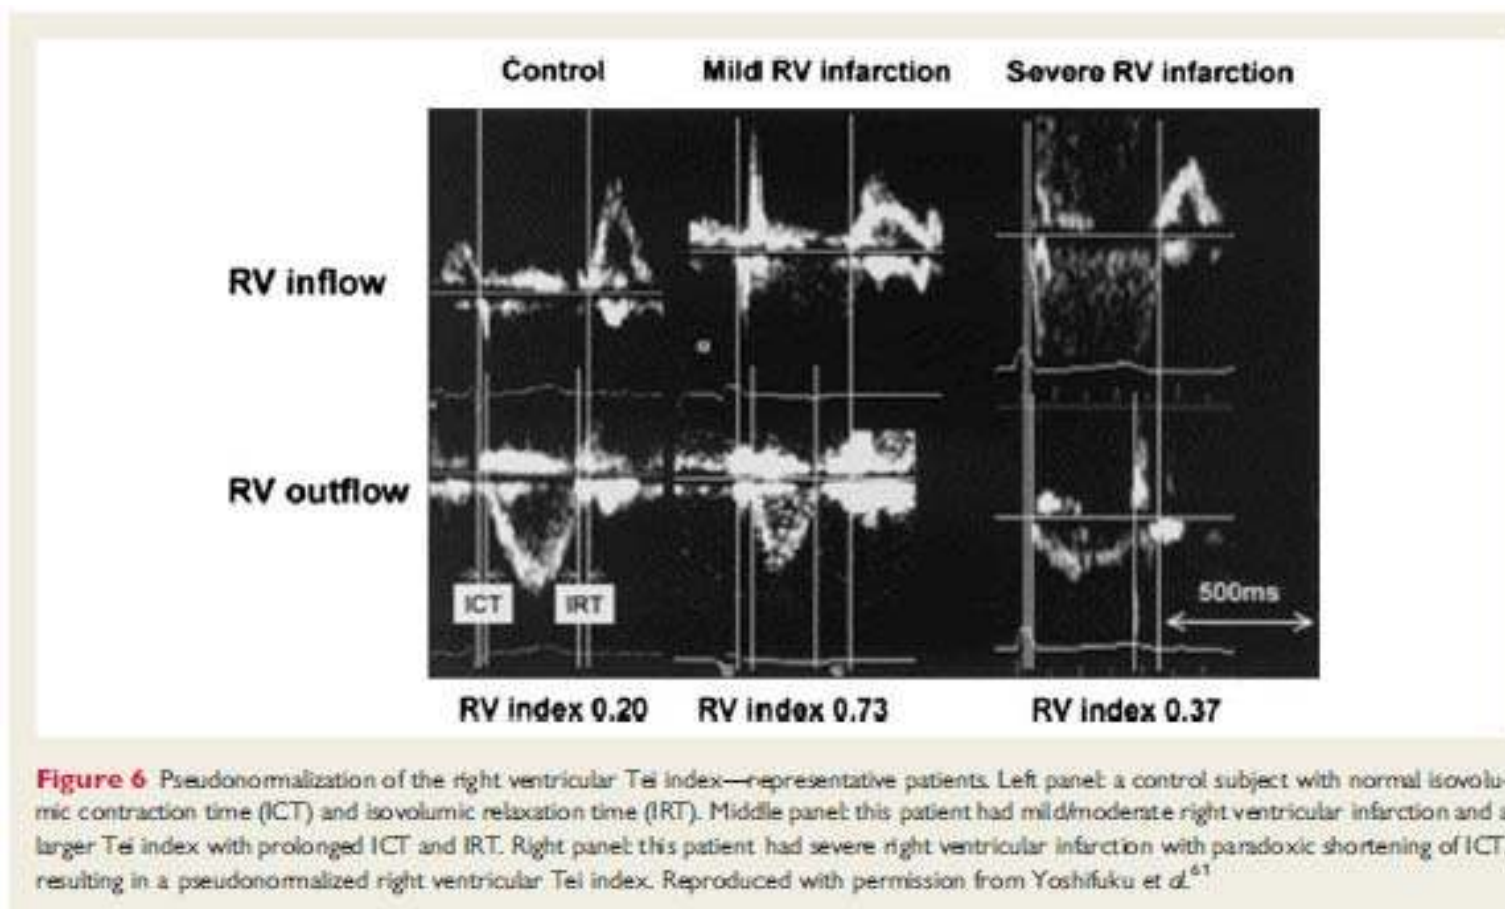 Control Mild RV infarction Severe RV infarction
RV inflow
RV outflow
ICT IRT
500ms
RV index 0.20 RV index 0.73 RV index 0.37
Figure 6 Pseudonormalization of the right ventricular Tei index—representative patients. Left panel: a control subject with normal isovolu-
mic contraction time (ICT) and isovolumic relaxation time (IRT). Middle panel: this patient had mild/moderate right ventricular infarction and a
larger Tei index with prolonged ICT and IRT. Right panel: this patient had severe right ventricular infarction with paradoxic shortening of ICT,
resulting in a pseudonormalized right ventricular Tei index. Reproduced with permission from Yoshifuku et al.61